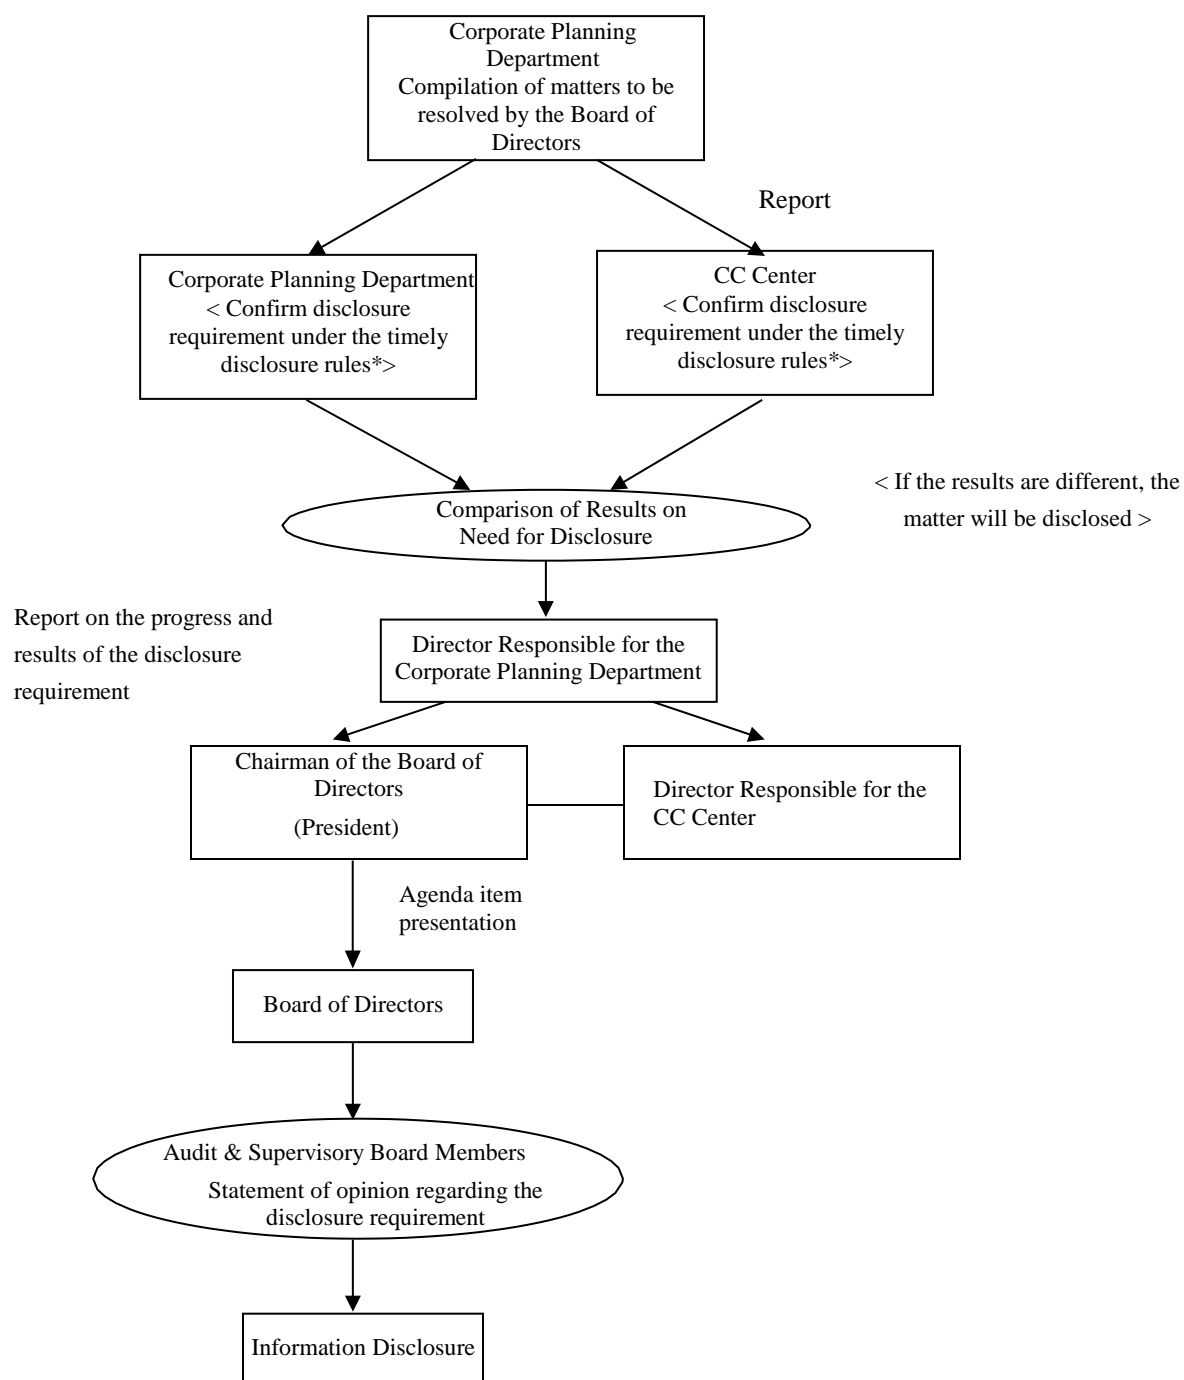 Corporate Planning
Department
Compilation of matters to be
resolved by the Board of
Directors
Report
Corporate Planning Department
< Confirm disclosure
requirement under the timely
disclosure rules*>
CC Center
< Confirm disclosure
requirement under the timely
disclosure rules*>
< If the results are different, the
matter will be disclosed >
Comparison of Results on
Need for Disclosure
Report on the progress and
results of the disclosure
requirement
Director Responsible for the
Corporate Planning Department
Chairman of the Board of
Directors
(President)
Director Responsible for the
CC Center
Agenda item
presentation
Board of Directors
Audit & Supervisory Board Members
Statement of opinion regarding the
disclosure requirement
Information Disclosure